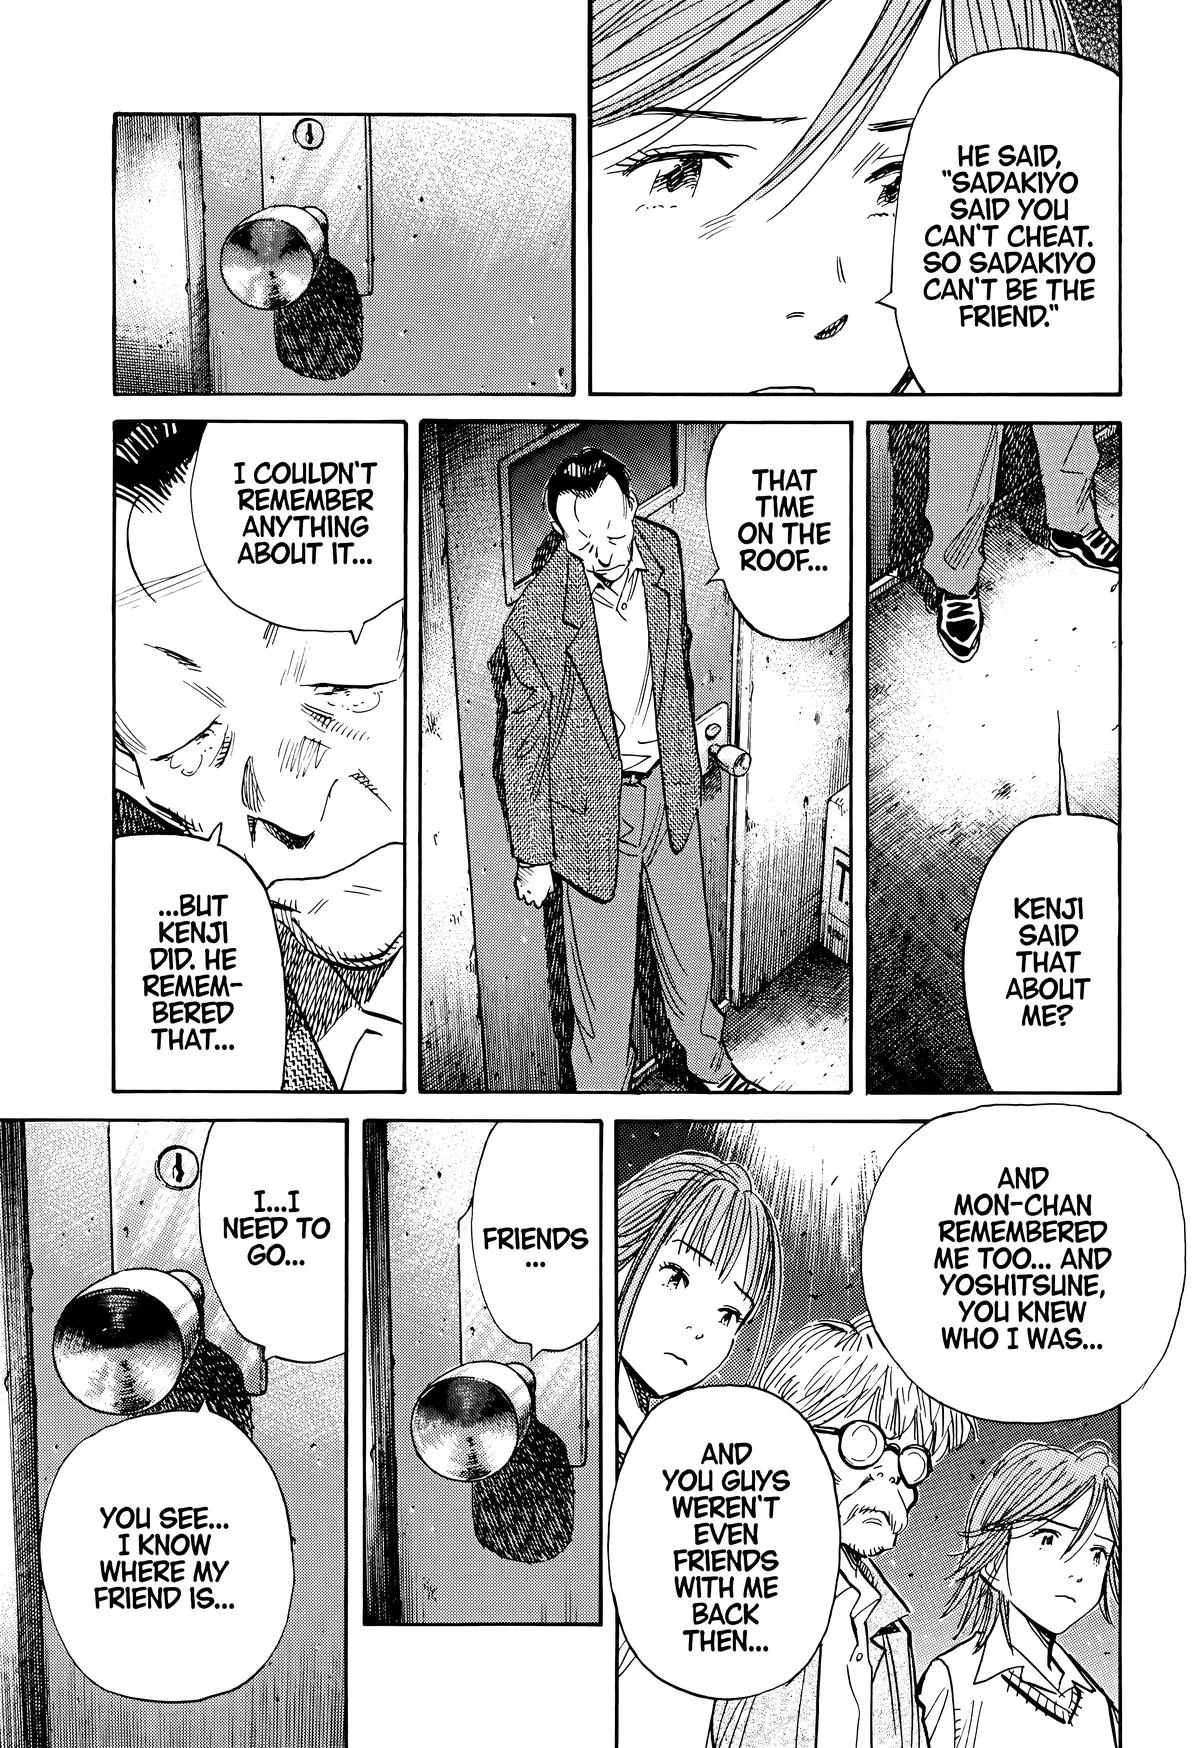 HE SAID,
"SADAKIYO
SAID YOU
CAN'T CHEAT.
SO SADAKIYO
CAN'T BE THE
FRIEND."
KENJI
SAID
THAT
ABOUT
ME?
THAT
TIME
ON THE
ROOF...
I COULDN'T
REMEMBER
ANYTHING
ABOUT IT...
...BUT
KENJI
DID. HE
REMEM-
BERED
THAT...
AND
MON-CHAN
REMEMBERED
ME TOO... AND
YOSHITSUNE,
YOU KNEW
WHO I WAS...
AND
YOU GUYS
WEREN'T
EVEN
FRIENDS
WITH ME
BACK
THEN...
FRIENDS
...
I...I
NEED TO
GO...
YOU SEE...
I KNOW
WHERE MY
FRIEND IS...